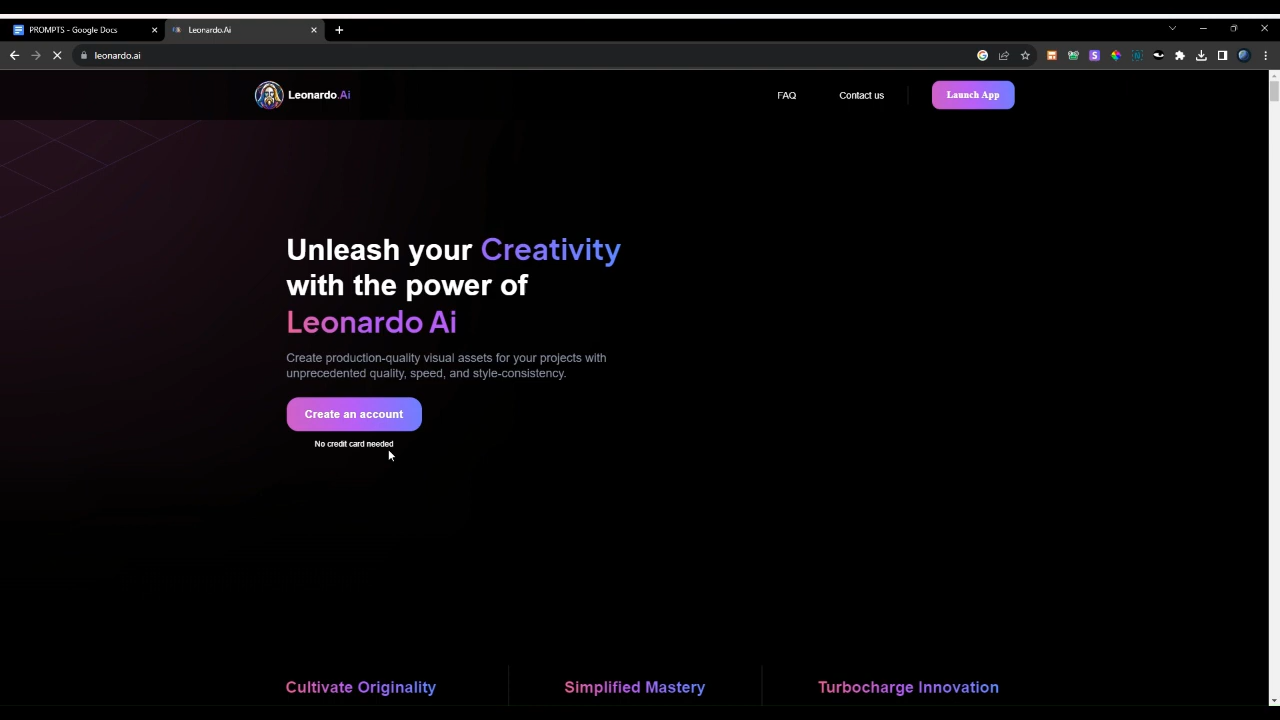 PROMPTS - Google Docs
Leonardo.Ai
leonardo.ai
Leonardo.Ai
FAQ
Contact us
Launch App
Unleash your Creativity
with the power of
Leonardo Ai
Create production-quality visual assets for your projects with
unprecedented quality, speed, and style-consistency.
Create an account
No credit card needed
Cultivate Originality
Simplified Mastery
Turbocharge Innovation